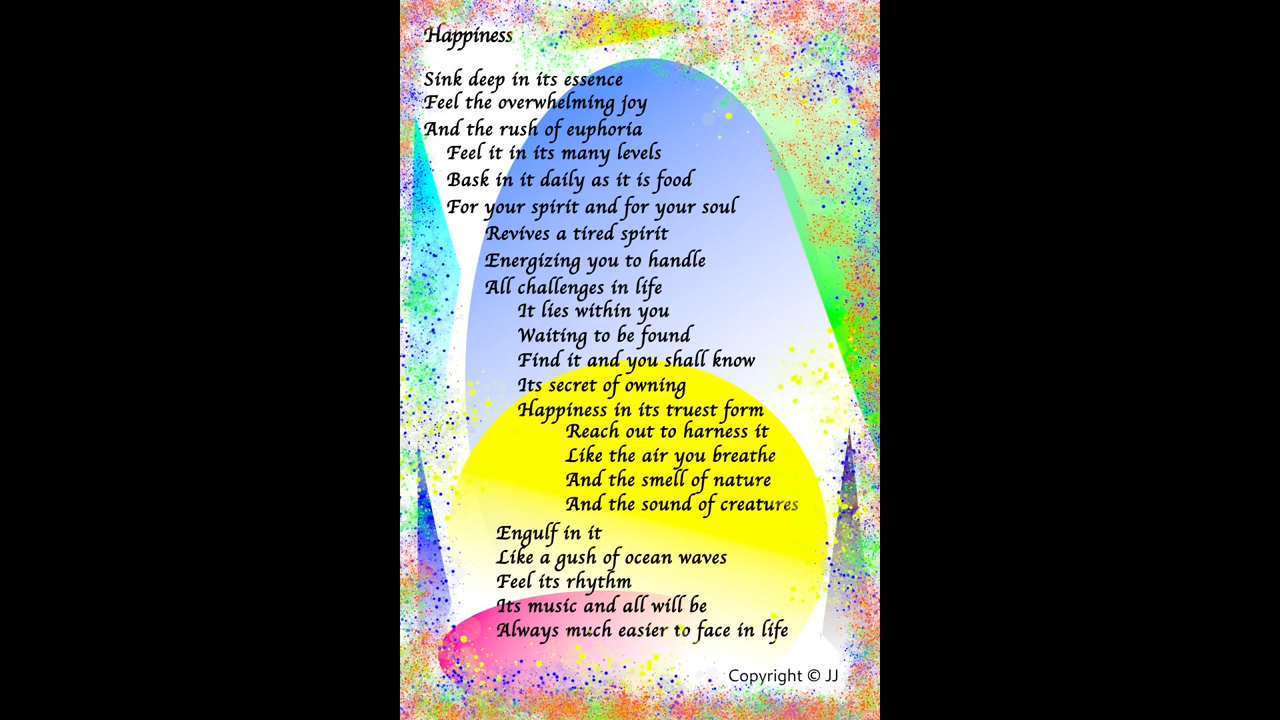 Happiness
Sink deep in its essence
Feel the overwhelming joy
And the rush of euphoria
Feel it in its many levels
Bask in it daily as it is food
For your spirit and for your soul
Revives a tired spirit
Energizing you to handle
All challenges in life
It lies within you
Waiting to be found
Find it and you shall know
Its secret of owning
Happiness in its truest form
Reach out to harness it
Like the air you breathe
And the smell of nature
And the sound of creatures
Engulf in it
Like a gush of ocean waves
Feel its rhythm
Its music and all will be
Always much easier to face in life
Copyright © JJ